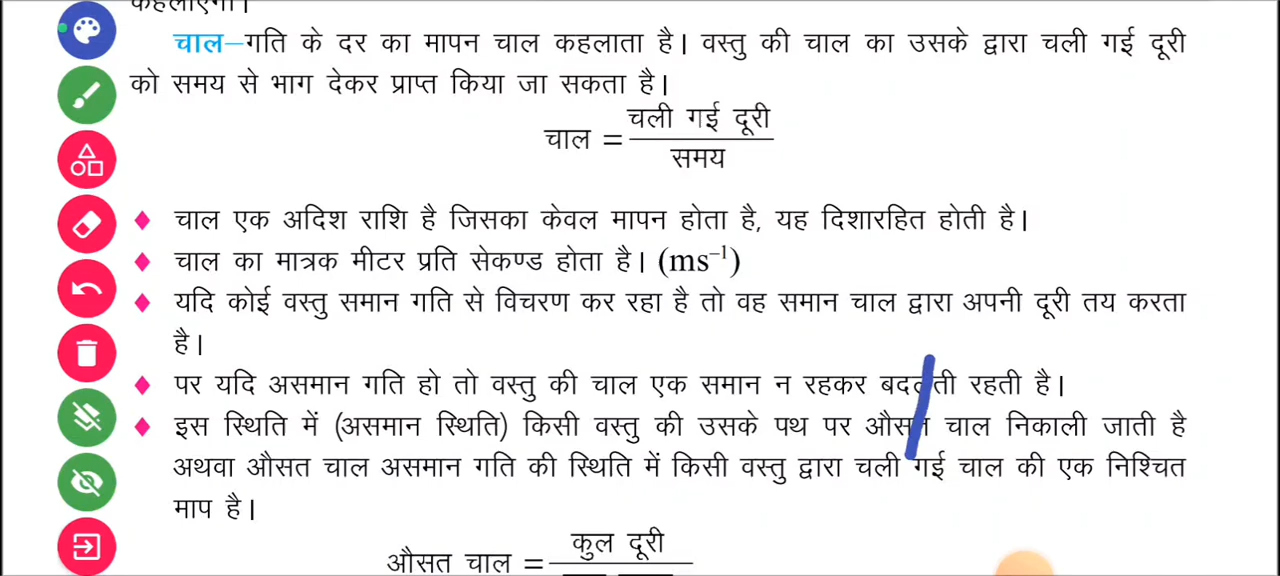 कहलाएगा।
चाल–गति के दर का मापन चाल कहलाता है। वस्तु की चाल का उसके द्वारा चली गई दूरी
को समय से भाग देकर प्राप्त किया जा सकता है।
चाल = चली गई दूरी
समय
♦ चाल एक अदिश राशि है जिसका केवल मापन होता है, यह दिशारहित होती है।
♦ चाल का मात्रक मीटर प्रति सेकण्ड होता है। (ms⁻¹)
♦ यदि कोई वस्तु समान गति से विचरण कर रहा है तो वह समान चाल द्वारा अपनी दूरी तय करता
है।
♦ पर यदि असमान गति हो तो वस्तु की चाल एक समान न रहकर बदलती रहती है।
♦ इस स्थिति में (असमान स्थिति) किसी वस्तु की उसके पथ पर औसत चाल निकाली जाती है
अथवा औसत चाल असमान गति की स्थिति में किसी वस्तु द्वारा चली गई चाल की एक निश्चित
माप है।
औसत चाल = कुल दूरी